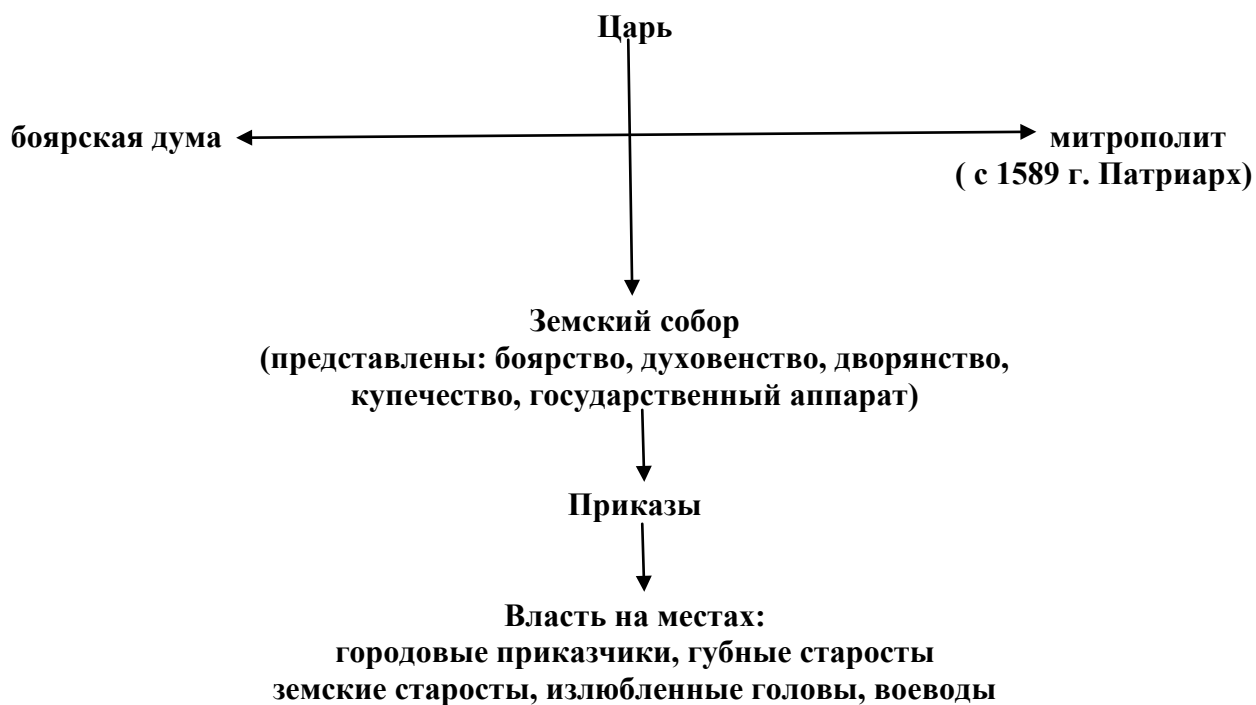 Царь
боярская дума
митрополит
( с 1589 г. Патриарх)
Земский собор
(представлены: боярство, духовенство, дворянство,
купечество, государственный аппарат)
Приказы
Власть на местах:
городовые приказчики, губные старосты
земские старосты, излюбленные головы, воеводы